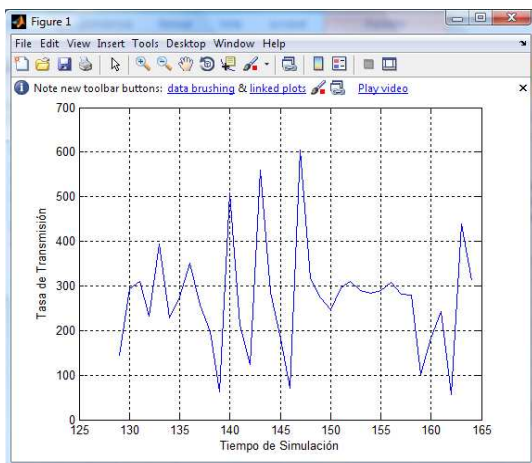 Figure 1
File Edit View Insert Tools Desktop Window Help
Note new toolbar buttons: data brushing & linked plots Play video
700
600
500
400
300
200
100
0
Tasa de Transmisión
125 130 135 140 145 150 155 160 165
Tiempo de Simulación